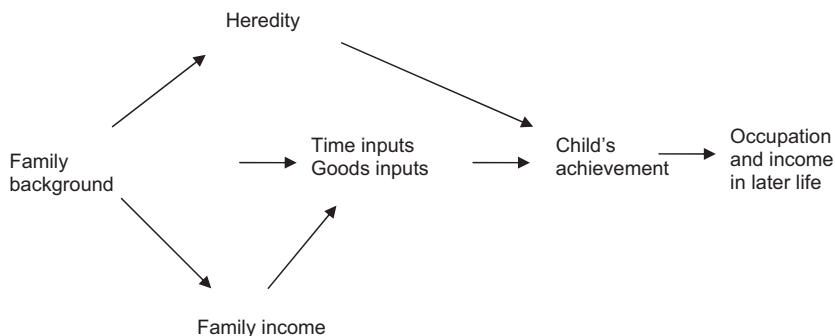 Heredity
Family
background
Time inputs
Goods inputs
Child's
achievement
Occupation
and income
in later life
Family income